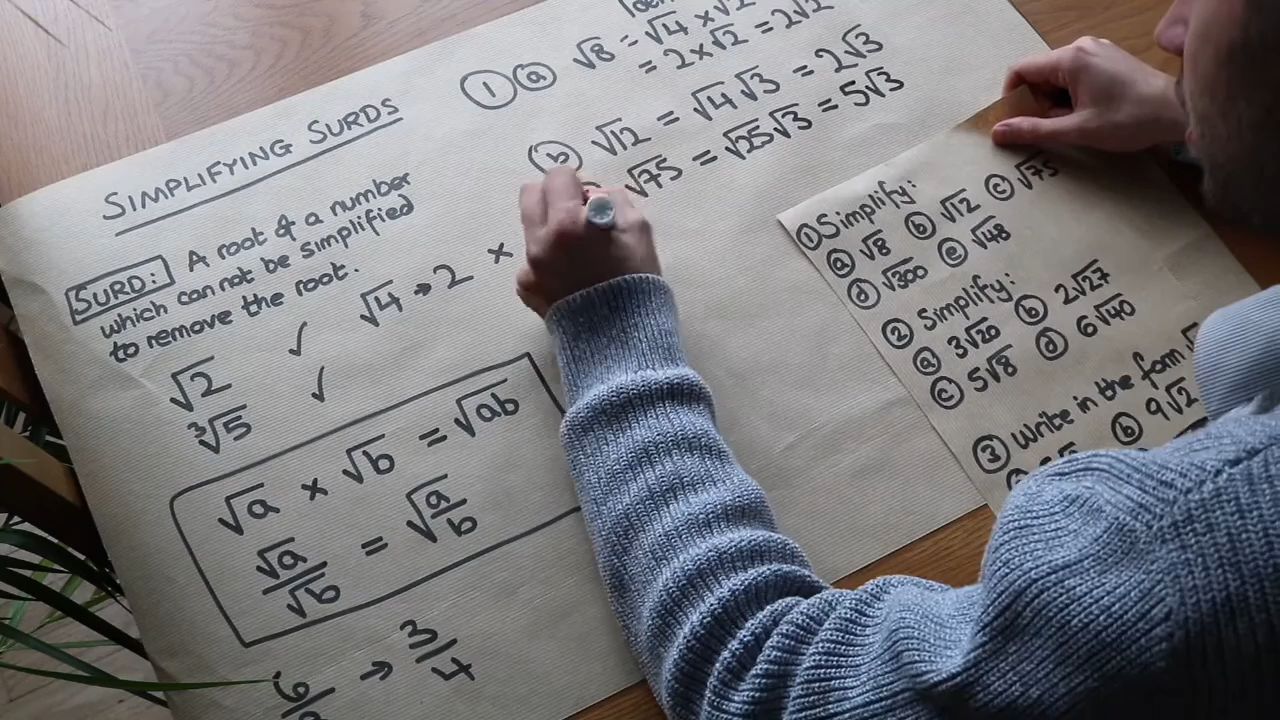 SIMPLIFYING SURDS
SURD: A root of a number
which can not be simplified
to remove the root.
√2 ✓ √4 → 2 ×
∛5 ✓
√a × √b = √ab
√a/√b = √a/b
→ 3/4
① ⓐ √8 = √4 × √2
= 2 × √2 = 2√2
ⓑ √12 = √4 √3 = 2√3
√75 = √25 √3 = 5√3
① Simplify:
ⓐ √8 ⓑ √12 ⓒ √75
ⓓ √300 ⓔ √48
② Simplify:
ⓐ 3√20 ⓑ 2√27
ⓒ 5√8 ⓓ 6√40
③ Write in the form
ⓑ 9√2